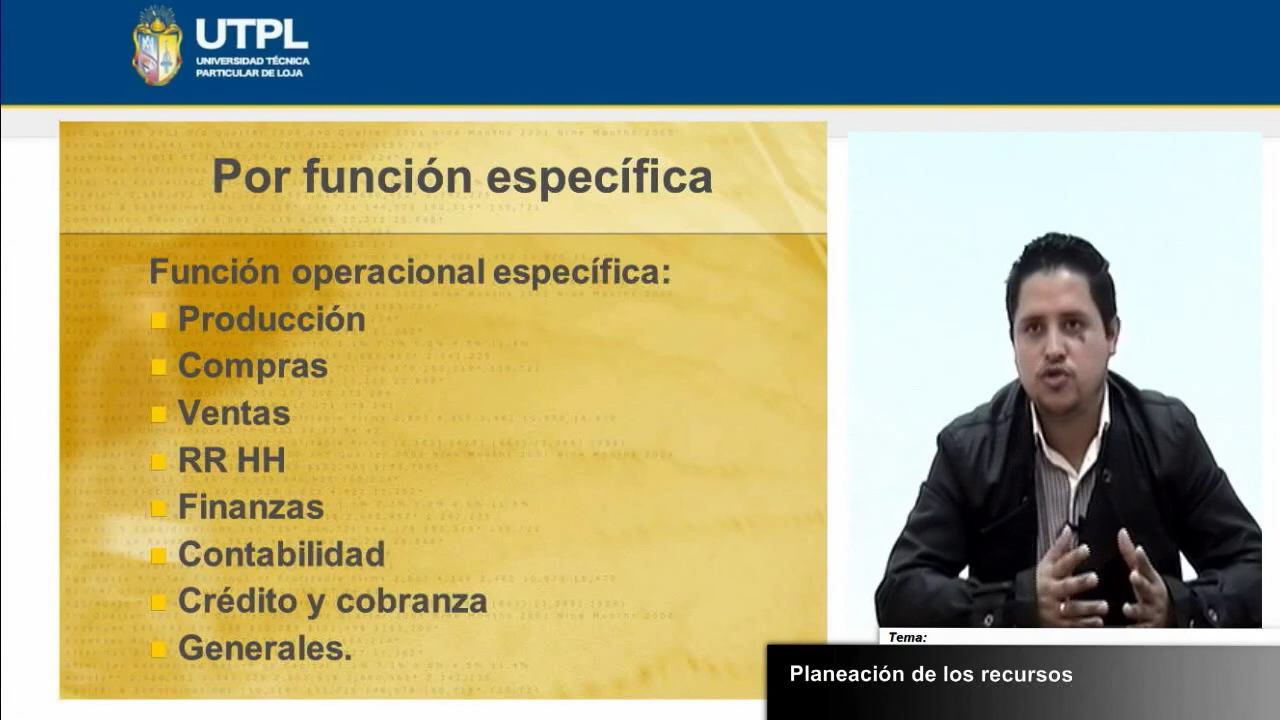 UTPL
UNIVERSIDAD TÉCNICA
PARTICULAR DE LOJA
Por función específica
Función operacional específica:
Producción
Compras
Ventas
RR HH
Finanzas
Contabilidad
Crédito y cobranza
Generales.
Tema:
Planeación de los recursos